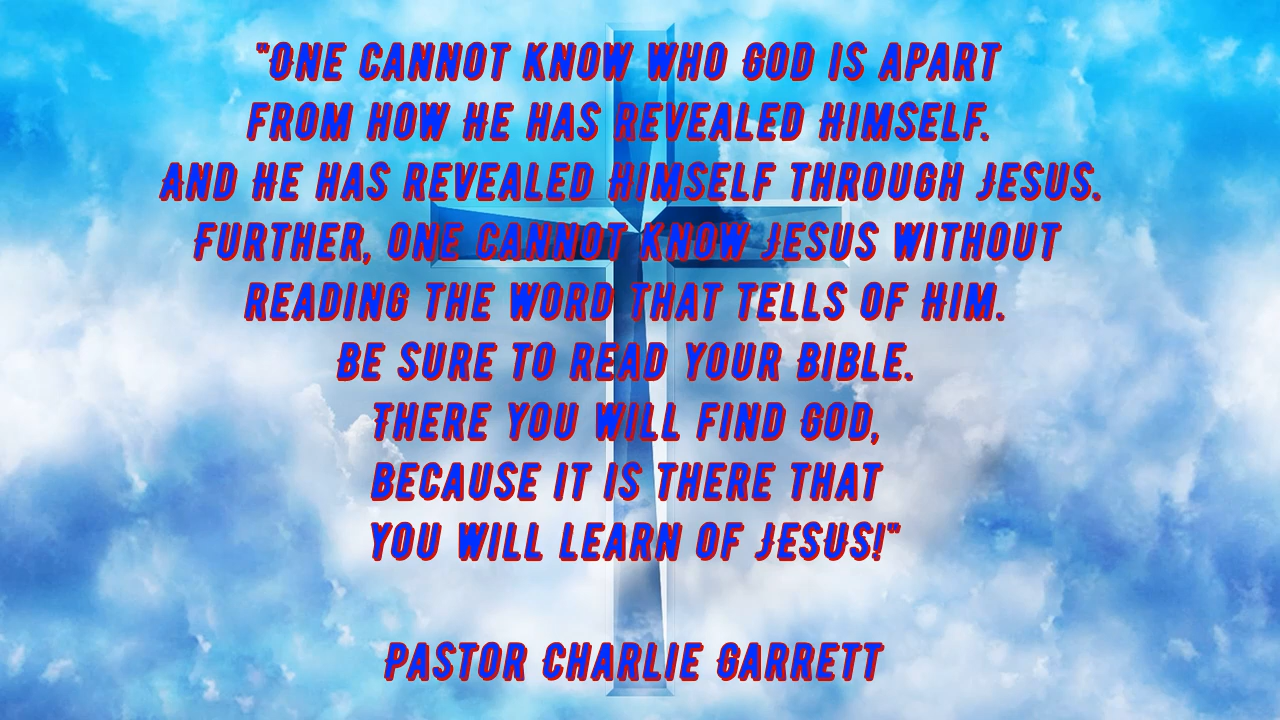 "One cannot know who God is apart
from how He has revealed Himself.
And He has revealed Himself through Jesus.
Further, one cannot know Jesus without
reading the word that tells of Him.
Be sure to read your Bible.
There you will find God,
because it is there that
you will learn of Jesus!"
Pastor Charlie Garrett